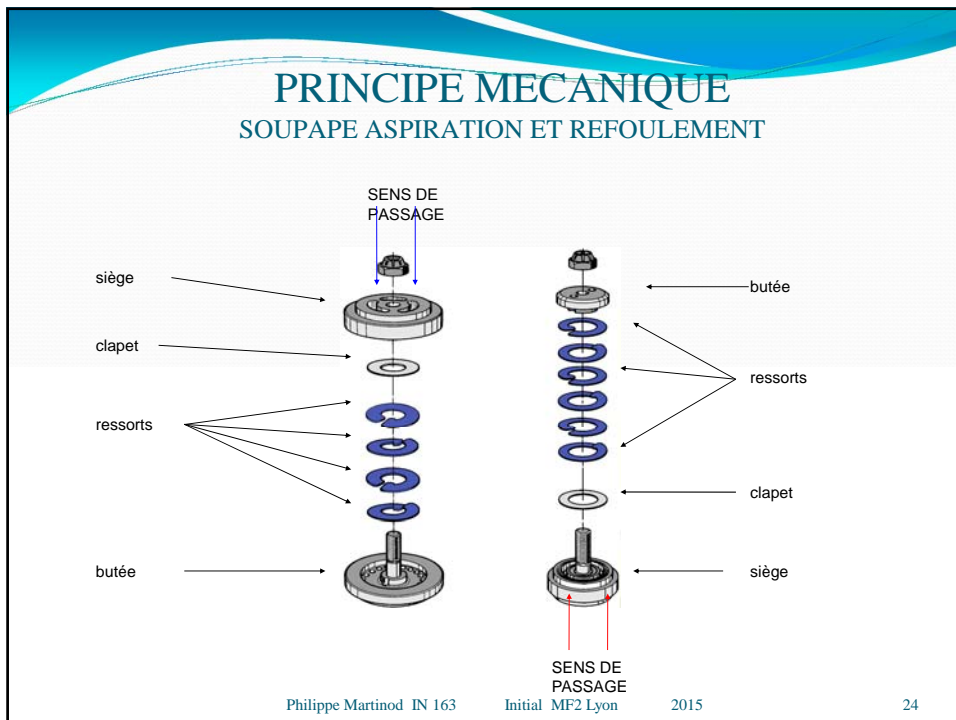 PRINCIPE MECANIQUE
SOUPAPE ASPIRATION ET REFOULEMENT
SENS DE
PASSAGE
siège
clapet
ressorts
butée
butée
ressorts
clapet
siège
SENS DE
PASSAGE
Philippe Martinod IN 163 Initial MF2 Lyon 2015 24